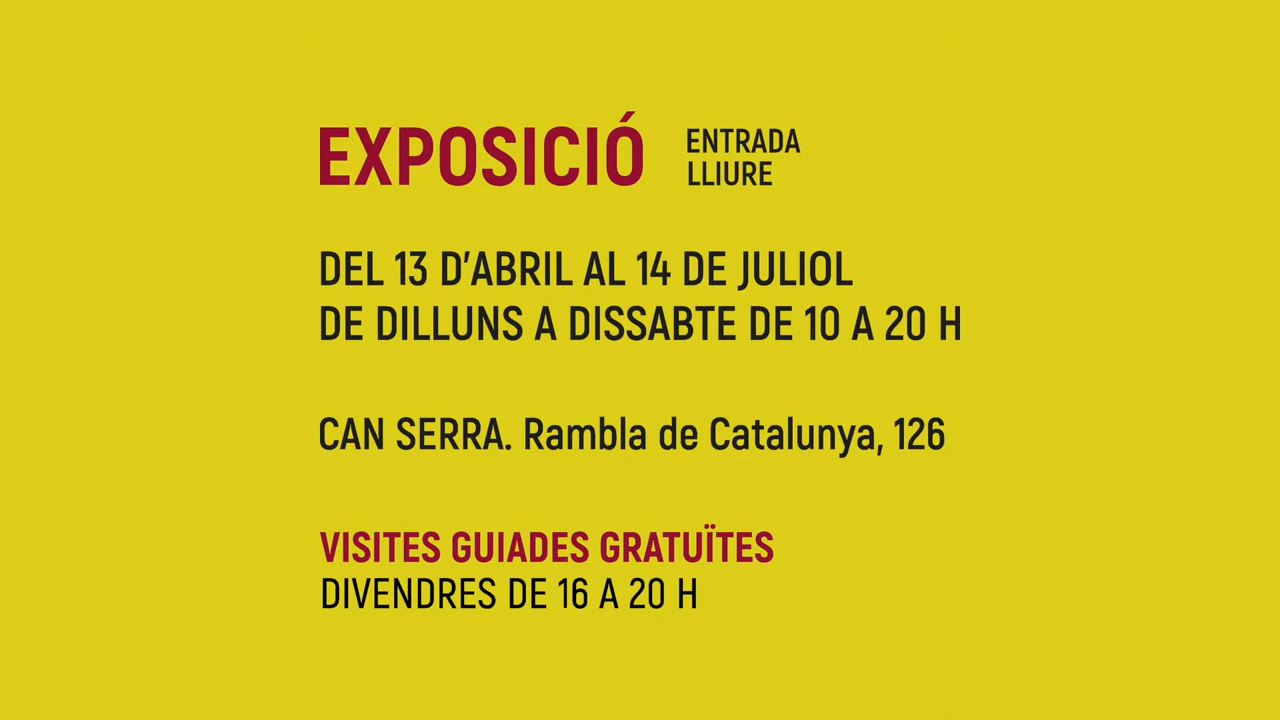 EXPOSICIÓ
ENTRADA
LLIURE
DEL 13 D'ABRIL AL 14 DE JULIOL
DE DILLUNS A DISSABTE DE 10 A 20 H
CAN SERRA. Rambla de Catalunya, 126
VISITES GUIADES GRATUÏTES
DIVENDRES DE 16 A 20 H